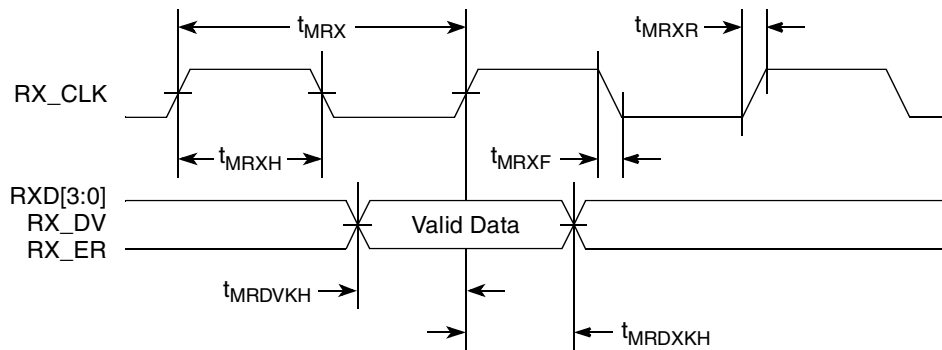 tMRX
tMRXR
RX_CLK
tMRXH
tMRXF
RXD[3:0]
RX_DV
Valid Data
RX_ER
tMRDVKH
tMRDXKH